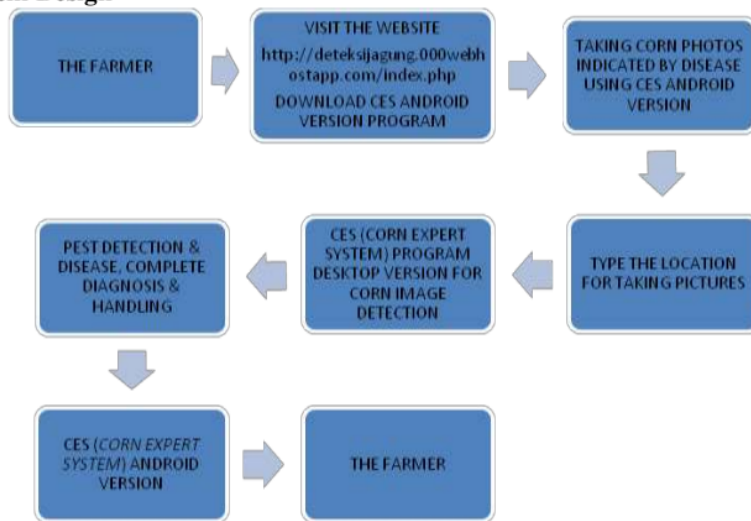 THE FARMER
VISIT THE WEBSITE
http://deteksijagung.000webh
ostapp.com/index.php
DOWNLOAD CES ANDROID
VERSION PROGRAM
TAKING CORN PHOTOS
INDICATED BY DISEASE
USING CES ANDROID
VERSION
TYPE THE LOCATION
FOR TAKING PICTURES
CES (CORN EXPERT
SYSTEM) PROGRAM
DESKTOP VERSION FOR
CORN IMAGE
DETECTION
PEST DETECTION &
DISEASE, COMPLETE
DIAGNOSIS &
HANDLING
CES (CORN EXPERT
SYSTEM) ANDROID
VERSION
THE FARMER